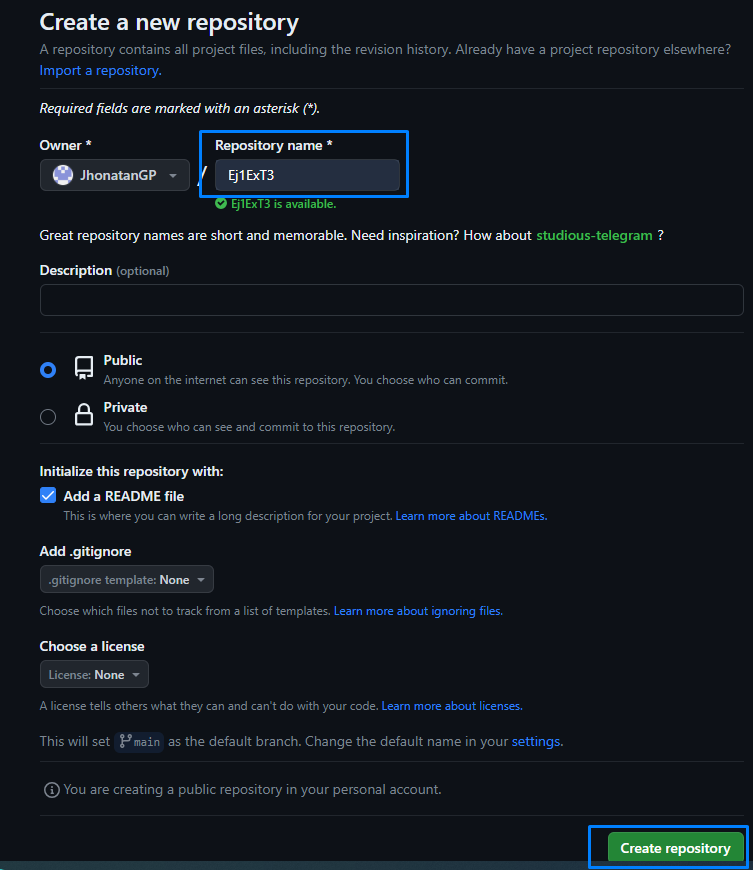 Create a new repository
A repository contains all project files, including the revision history. Already have a project repository elsewhere?
Import a repository.
Required fields are marked with an asterisk (*).
Owner * Repository name *
JhonatanGP / Ej1ExT3
Ej1ExT3 is available.
Great repository names are short and memorable. Need inspiration? How about studious-telegram ?
Description (optional)
Public
Anyone on the internet can see this repository. You choose who can commit.
Private
You choose who can see and commit to this repository.
Initialize this repository with:
Add a README file
This is where you can write a long description for your project. Learn more about READMEs.
Add .gitignore
.gitignore template: None
Choose which files not to track from a list of templates. Learn more about ignoring files.
Choose a license
License: None
A license tells others what they can and can't do with your code. Learn more about licenses.
This will set main as the default branch. Change the default name in your settings.
You are creating a public repository in your personal account.
Create repository